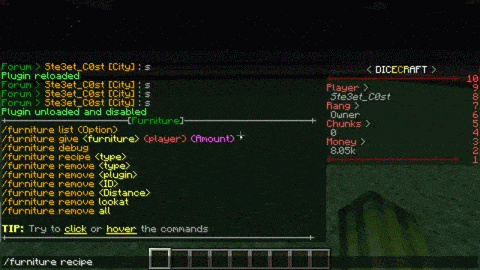 Forum > Ste3et_C0st [City] : s
Plugin reloaded
Forum > Ste3et_C0st [City] : s
Forum > Ste3et_C0st [City] : s
Forum > Ste3et_C0st [City] : s
Plugin unloaded and disabled
[Furniture]
/furniture list (Option)
/furniture give <furniture> (player) (Amount)
/furniture debug
/furniture recipe <type>
/furniture remove <type>
/furniture remove <plugin>
/furniture remove <ID>
/furniture remove <Distance>
/furniture remove lookat
/furniture remove all
TIP: Try to click or hover the commands
/furniture recipe
< DICECRAFT >
10
Player > 9
Ste3et_C0st 8
Rang > 7
Owner 6
Chunks > 5
0 4
Money > 3
8.05k 2
1